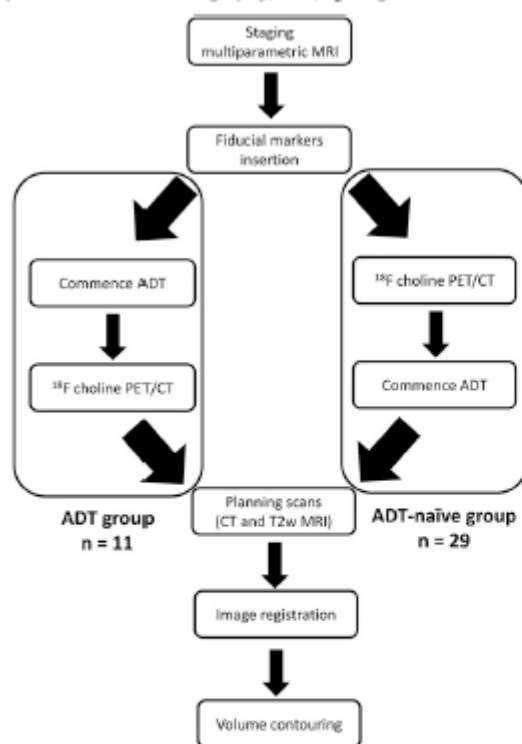 Staging
multiparametric MRI
Fiducial markers
insertion
Commence ADT
¹⁸F choline PET/CT
ADT group
n = 11
¹⁸F choline PET/CT
Commence ADT
ADT-naïve group
n = 29
Planning scans
(CT and T2w MRI)
Image registration
Volume contouring